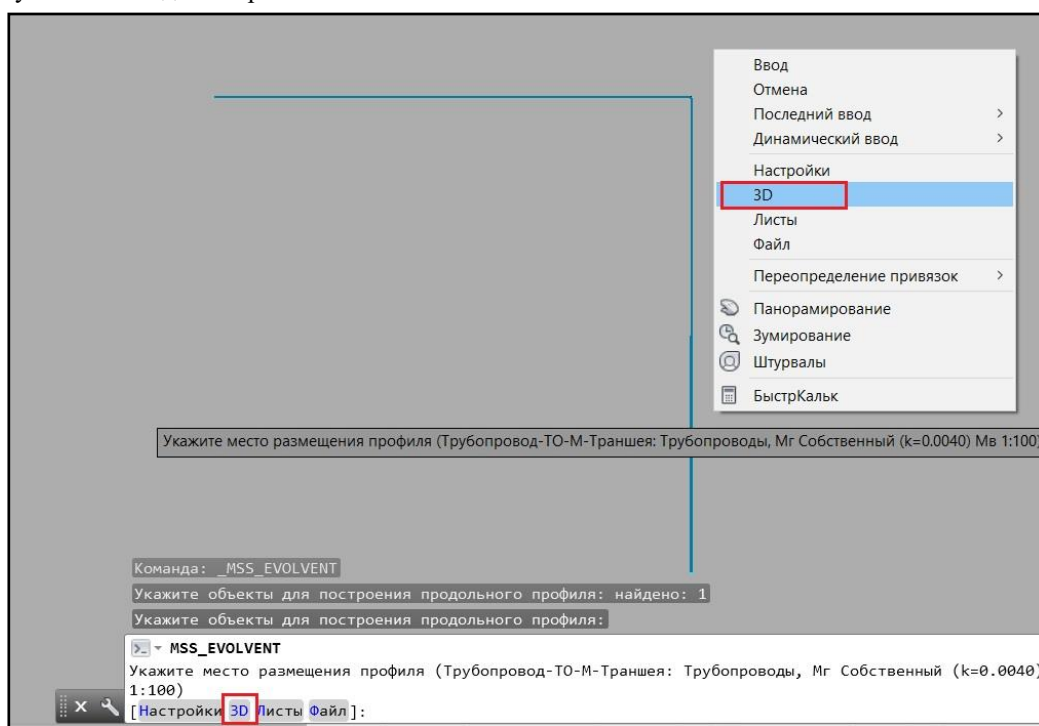 Ввод
Отмена
Последний ввод
Динамический ввод
Настройки
3D
Листы
Файл
Переопределение привязок
Панорамирование
Зумирование
Штурвалы
БыстрКальк
Укажите место размещения профиля (Трубопровод-ТО-М-Траншея: Трубопроводы, Мг Собственный (k=0.0040) Мв 1:100)
Команда: _MSS_EVOLVENT
Укажите объекты для построения продольного профиля: найдено: 1
Укажите объекты для построения продольного профиля:
MSS_EVOLVENT
Укажите место размещения профиля (Трубопровод-ТО-М-Траншея: Трубопроводы, Мг Собственный (k=0.0040)
1:100)
[Настройки 3D Листы Файл]: